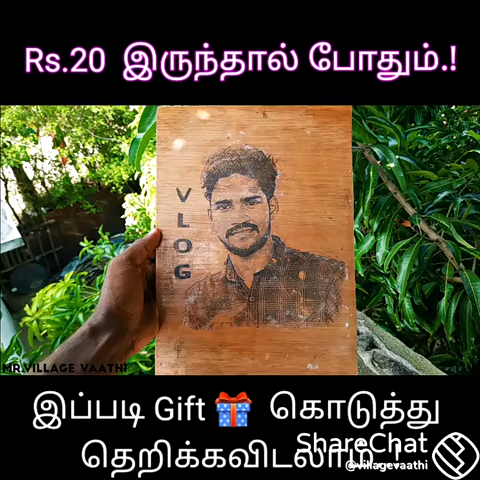 Rs.20 இருந்தால் போதும்.!
VLOG
MR.VILLAGE VAATHI
இப்படி Gift 🎁 கொடுத்து
தெறிக்கவிடலாம்..!
ShareChat
@villagevaathi